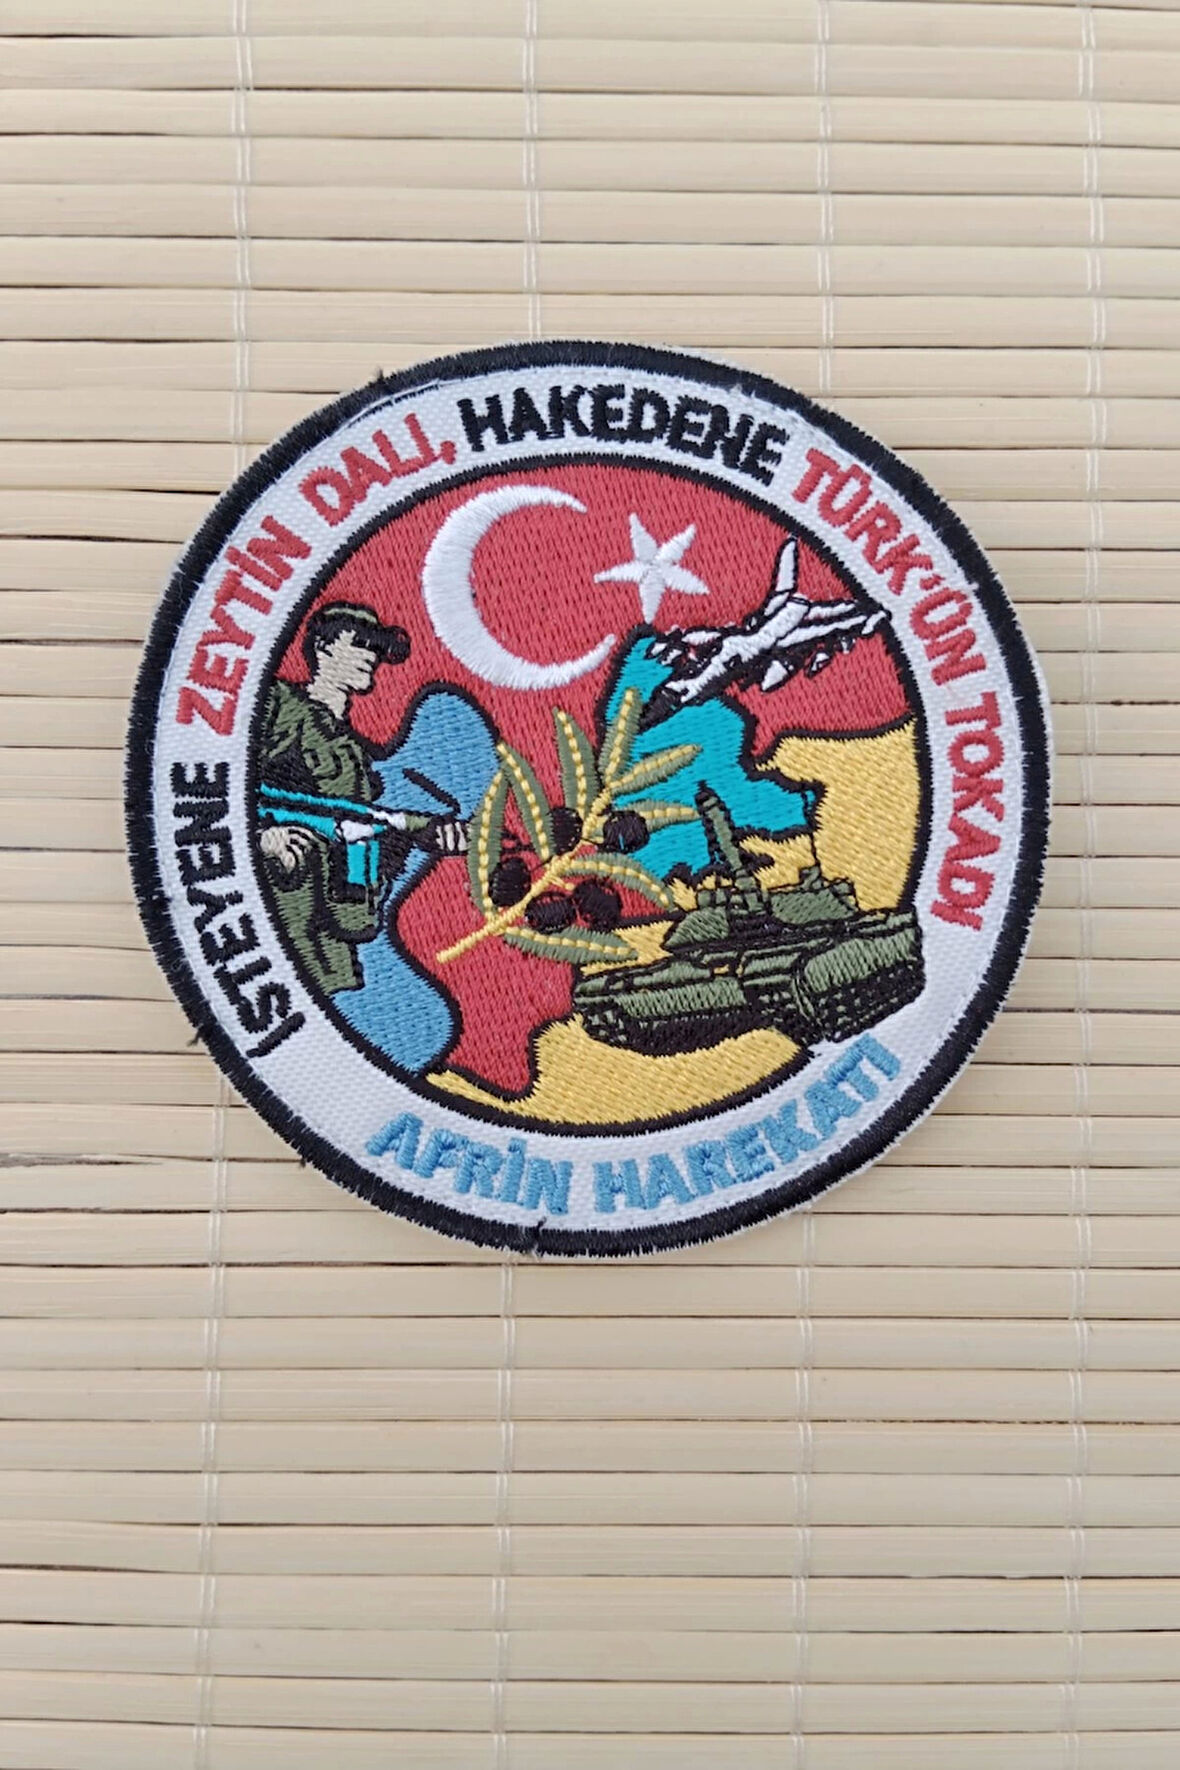 İSTEYENE ZEYTİN DALI, HAKEDENE TÜRK'ÜN TOKADI
AFRİN HAREKATI